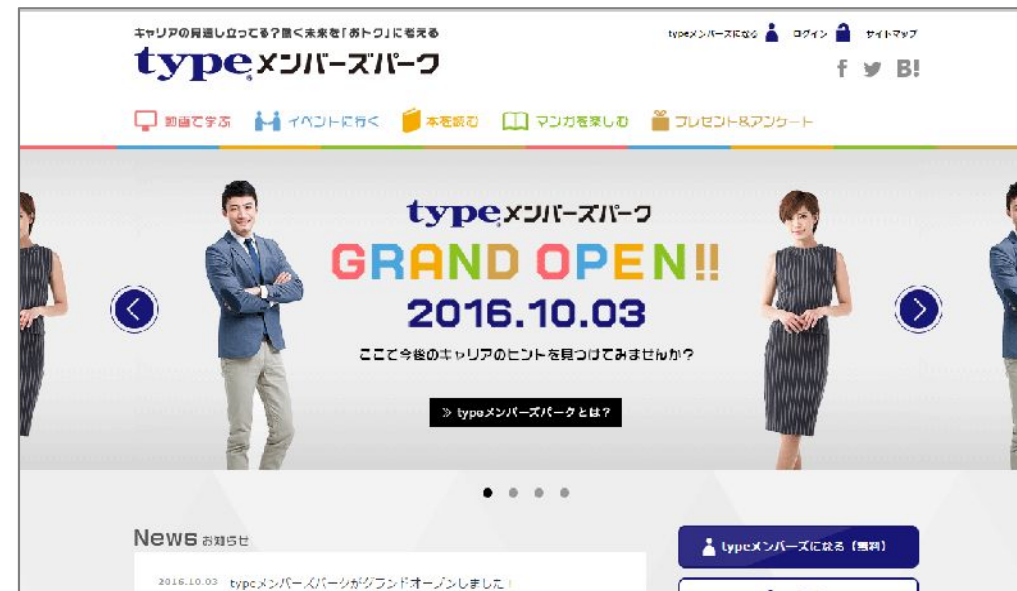 キャリアの見通し立ってる?働く未来を「おトク」に考える
typeメンバーズになる ログイン サイトマップ
typeメンバーズパーク
f B!
動画で学ぶ イベントに行く 本を読む マンガを楽しむ プレゼント&アンケート
typeメンバーズパーク
GRAND OPEN!!
2016.10.03
ここで今後のキャリアのヒントを見つけてみませんか?
≫ typeメンバーズパークとは?
News お知らせ
typeメンバーズになる(無料)
2016.10.03 typeメンバーズパークがグランドオープンしました!